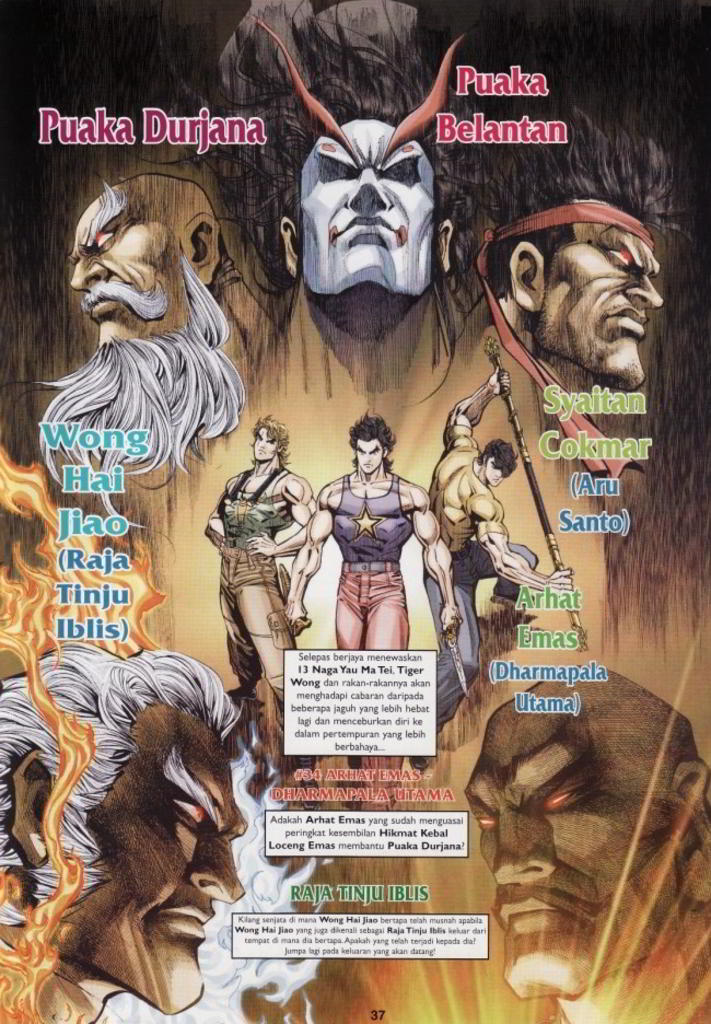 Puaka
Belantan
Puaka Durjana
Syaitan
Cokmar
(Aru
Santo)
Wong
Hai
Jiao
(Raja
Tinju
Iblis)
Arhat
Emas
(Dharmapala
Utama)
Selepas berjaya menewaskan
13 Naga Yau Ma Tei, Tiger
Wong dan rakan-rakannya akan
menghadapi cabaran daripada
beberapa jaguh yang lebih hebat
lagi dan menceburkan diri ke
dalam pertempuran yang lebih
berbahaya...
#34 ARHAT EMAS -
DHARMAPALA UTAMA
Adakah Arhat Emas yang sudah menguasai
peringkat kesembilan Hikmat Kebal
Loceng Emas membantu Puaka Durjana?
RAJA TINJU IBLIS
Kilang senjata di mana Wong Hai Jiao bertapa telah musnah apabila
Wong Hai Jiao yang juga dikenali sebagai Raja Tinju Iblis keluar dari
tempat di mana dia bertapa. Apakah yang telah terjadi kepada dia?
Jumpa lagi pada keluaran yang akan datang!
37